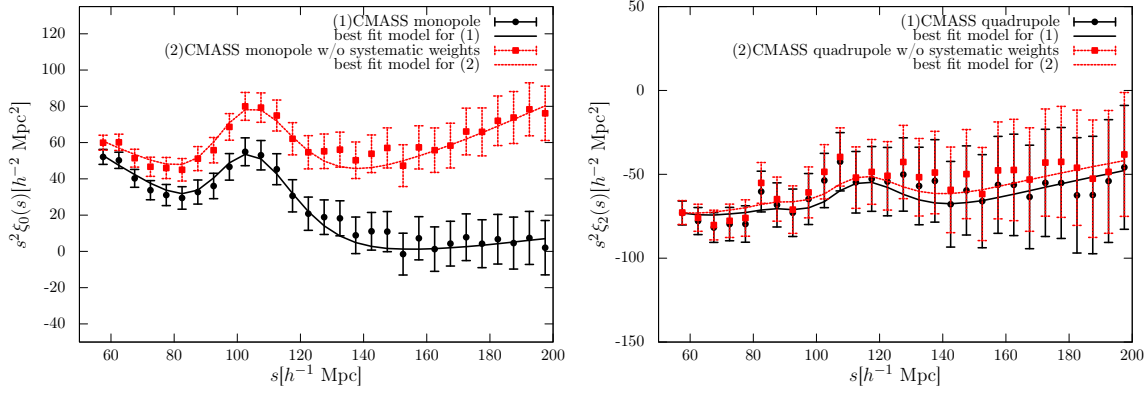 (1)CMASS monopole
best fit model for (1)
(2)CMASS monopole w/o systematic weights
best fit model for (2)
s²ξ₀(s)[h⁻² Mpc²]
120
100
80
60
40
20
0
-20
-40
60 80 100 120 140 160 180 200
s[h⁻¹ Mpc]
(1)CMASS quadrupole
best fit model for (1)
(2)CMASS quadrupole w/o systematic weights
best fit model for (2)
s²ξ₂(s)[h⁻² Mpc²]
50
0
-50
-100
-150
60 80 100 120 140 160 180 200
s[h⁻¹ Mpc]